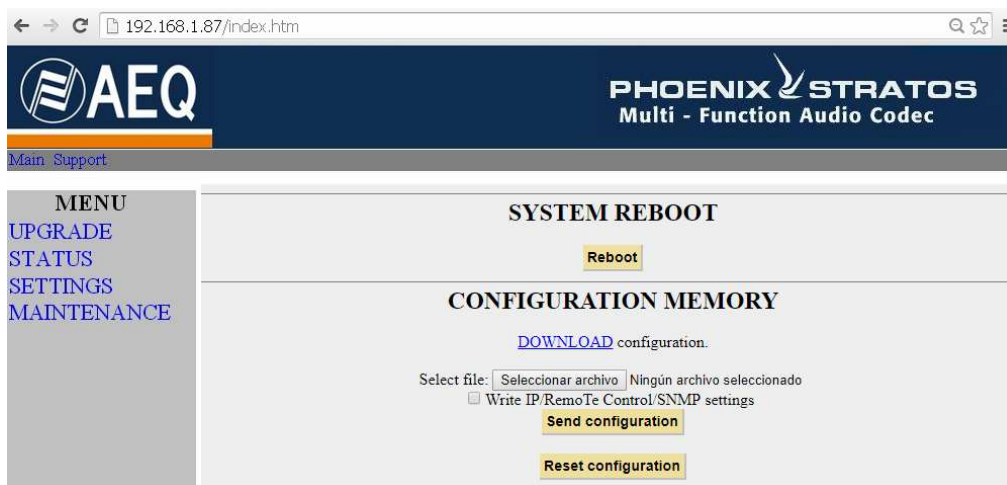 192.168.1.87/index.htm
AEQ
PHOENIX STRATOS
Multi - Function Audio Codec
Main Support
MENU
UPGRADE
STATUS
SETTINGS
MAINTENANCE
SYSTEM REBOOT
Reboot
CONFIGURATION MEMORY
DOWNLOAD configuration.
Select file: Seleccionar archivo Ningún archivo seleccionado
Write IP/RemoTe Control/SNMP settings
Send configuration
Reset configuration